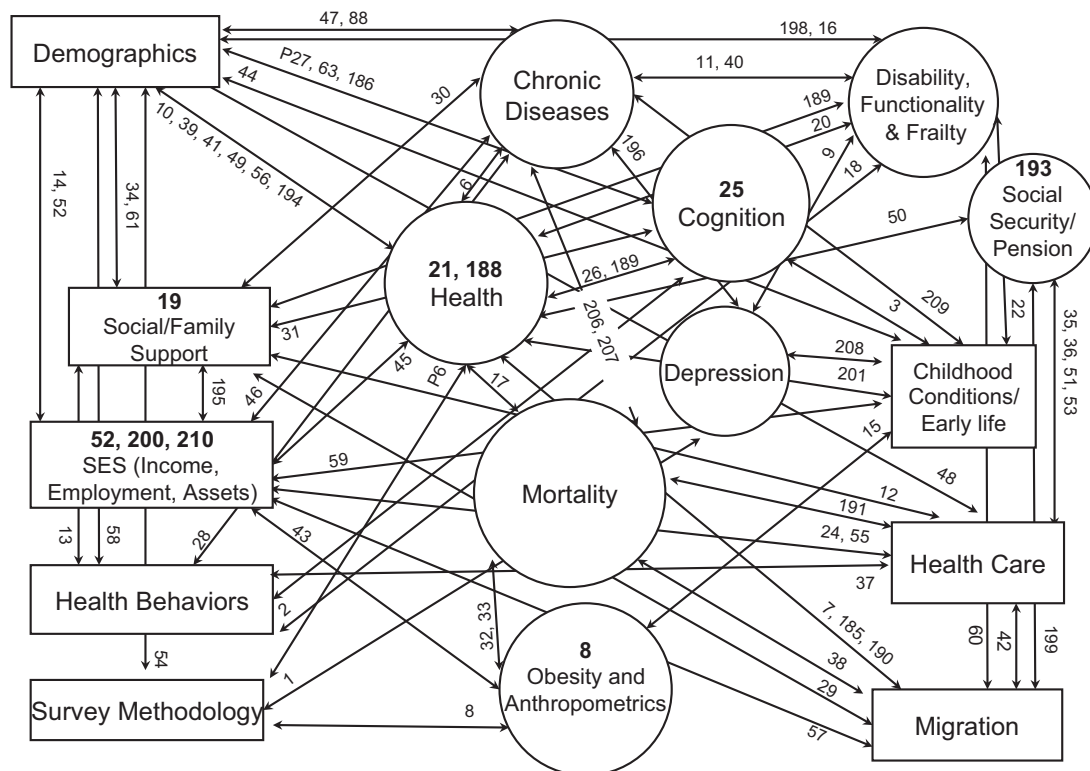 47, 88
Demographics
198, 16
P27, 63, 186
44
11, 40
Chronic
Diseases
Disability,
Functionality
& Frailty
30
189
20
10, 39, 41, 49, 56, 194
196
9
18
6
14, 52
34, 61
25
Cognition
193
Social
Security/
Pension
50
21, 188
Health
26, 189
19
Social/Family
Support
31
206, 207
3
209
22
35, 36, 51, 53
45
P6
17
Depression
208
201
Childhood
Conditions/
Early life
195
46
15
52, 200, 210
SES (Income,
Employment, Assets)
59
Mortality
12
48
191
13
58
28
43
24, 55
Health Care
Health Behaviors
37
2
32, 33
7, 185, 190
60
42
199
54
8
Obesity and
Anthropometrics
38
29
1
Survey Methodology
8
57
Migration